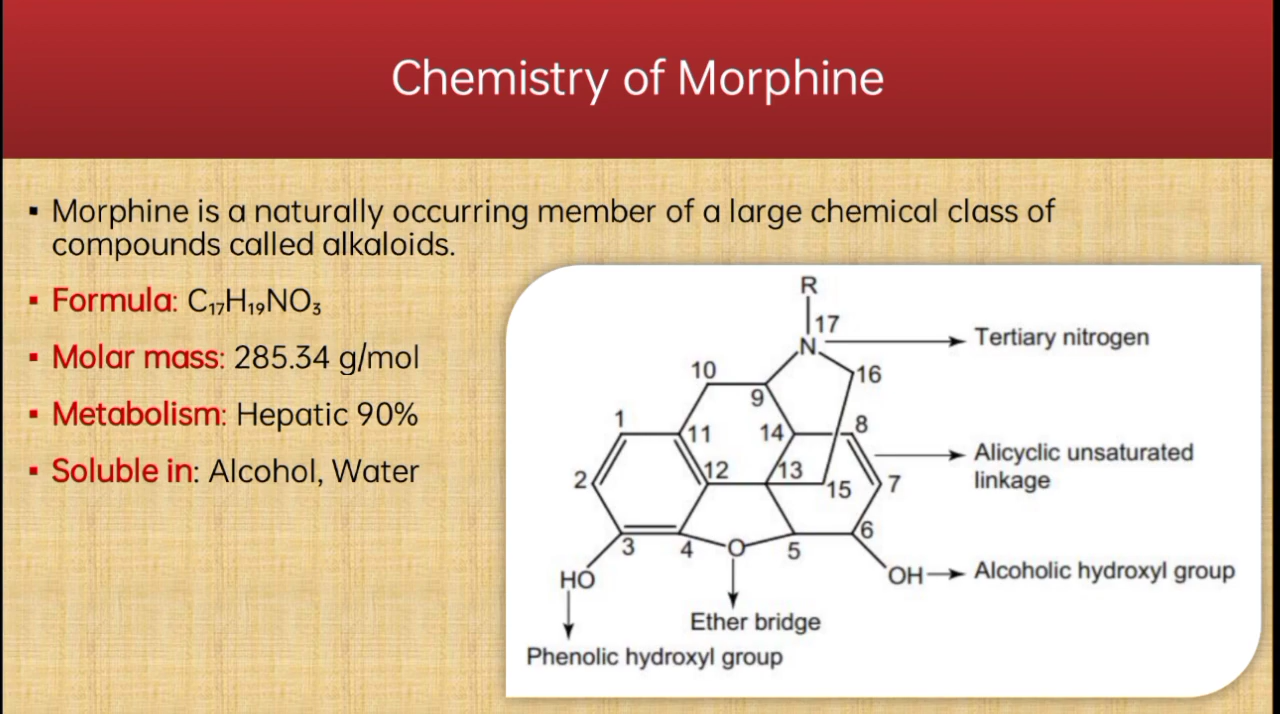 Chemistry of Morphine
▪ Morphine is a naturally occurring member of a large chemical class of
compounds called alkaloids.
▪ Formula: C₁₇H₁₉NO₃
▪ Molar mass: 285.34 g/mol
▪ Metabolism: Hepatic 90%
▪ Soluble in: Alcohol, Water
R
17
N
Tertiary nitrogen
10
16
9
1
11
14
8
Alicyclic unsaturated
linkage
2
12
13
15
7
3
4
O
5
6
HO
OH
Alcoholic hydroxyl group
Ether bridge
Phenolic hydroxyl group